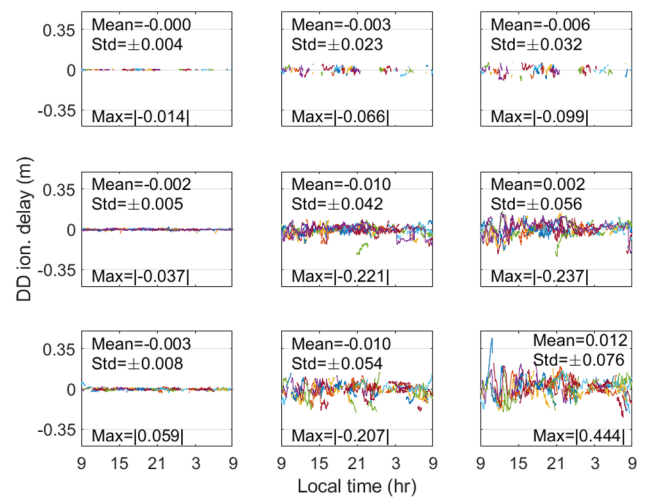 Mean=-0.000
Std=±0.004
Max=|-0.014|
Mean=-0.003
Std=±0.023
Max=|-0.066|
Mean=-0.006
Std=±0.032
Max=|-0.099|
0.35
0
-0.35
Mean=-0.002
Std=±0.005
Max=|-0.037|
Mean=-0.010
Std=±0.042
Max=|-0.221|
Mean=0.002
Std=±0.056
Max=|-0.237|
0.35
0
-0.35
DD ion. delay (m)
Mean=-0.003
Std=±0.008
Max=|0.059|
Mean=-0.010
Std=±0.054
Max=|-0.207|
Mean=0.012
Std=±0.076
Max=|0.444|
0.35
0
-0.35
9 15 21 3 9
9 15 21 3 9
9 15 21 3 9
Local time (hr)